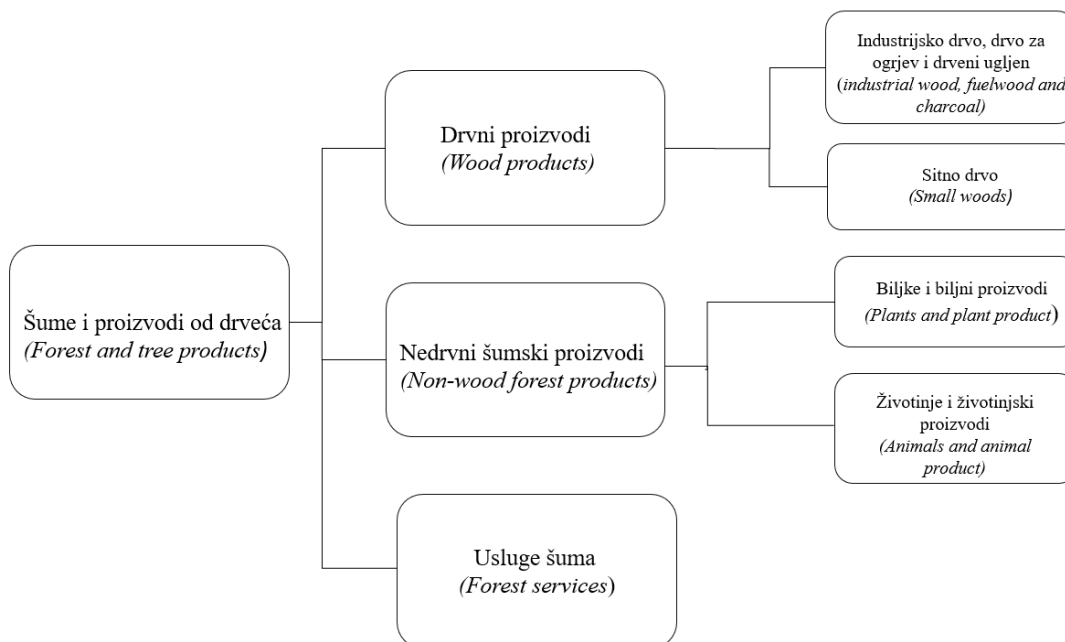 Šume i proizvodi od drveća
(Forest and tree products)
Drvni proizvodi
(Wood products)
Industrijsko drvo, drvo za
ogrjev i drveni ugljen
(industrial wood, fuelwood and
charcoal)
Sitno drvo
(Small woods)
Nedrvni šumski proizvodi
(Non-wood forest products)
Biljke i biljni proizvodi
(Plants and plant product)
Životinje i životinjski
proizvodi
(Animals and animal
product)
Usluge šuma
(Forest services)